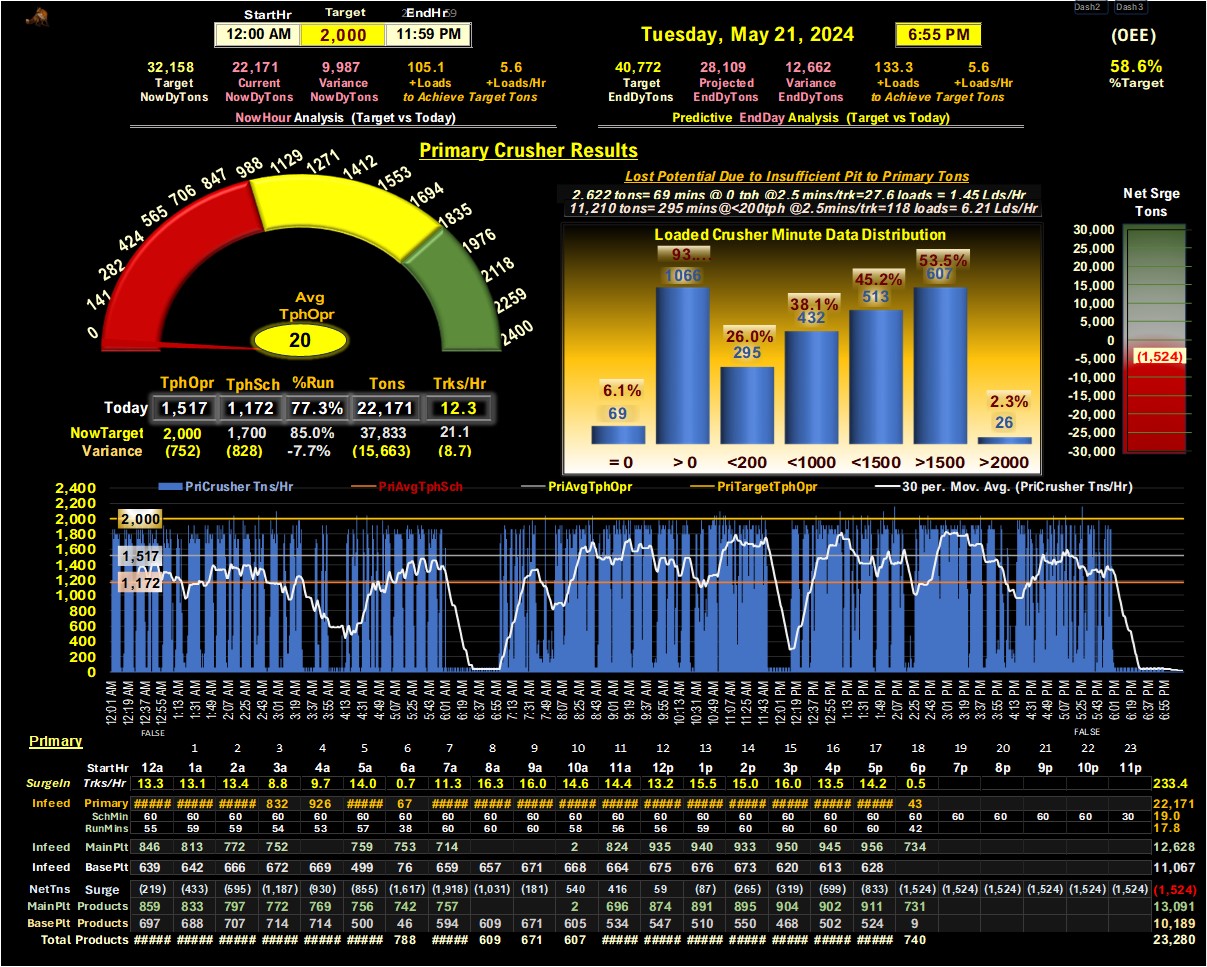 StartHr Target EndHr Dash2 Dash3
12:00 AM 2,000 11:59 PM Tuesday, May 21, 2024 6:55 PM (OEE)
32,158 22,171 9,987 105.1 5.6 40,772 28,109 12,662 133.3 5.6 58.6%
Target Current Variance +Loads +Loads/Hr Target Projected Variance +Loads +Loads/Hr %Target
NowDyTons NowDyTons NowDyTons to Achieve Target Tons EndDyTons EndDyTons EndDyTons to Achieve Target Tons
NowHour Analysis (Target vs Today) Predictive EndDay Analysis (Target vs Today)
Primary Crusher Results
0 141 282 424 565 706 847 988 1129 1271 1412 1553 1694 1835 1976 2118 2259 2400
Avg
TphOpr
20
Lost Potential Due to Insufficient Pit to Primary Tons
2,622 tons= 69 mins @ 0 tph @2.5 mins/trk=27.6 loads = 1.45 Lds/Hr
11,210 tons= 295 mins@<200tph @2.5mins/trk=118 loads= 6.21 Lds/Hr
Loaded Crusher Minute Data Distribution
6.1% 93.... 26.0% 38.1% 45.2% 53.5% 2.3%
69 1066 295 432 513 607 26
= 0 > 0 <200 <1000 <1500 >1500 >2000
Net Srge
Tons
30,000
25,000
20,000
15,000
10,000
5,000
0
-5,000 (1,524)
-10,000
-15,000
-20,000
-25,000
-30,000
TphOpr TphSch %Run Tons Trks/Hr
Today 1,517 1,172 77.3% 22,171 12.3
NowTarget 2,000 1,700 85.0% 37,833 21.1
Variance (752) (828) -7.7% (15,663) (8.7)
PriCrusher Tns/Hr PriAvgTphSch PriAvgTphOpr PriTargetTphOpr 30 per. Mov. Avg. (PriCrusher Tns/Hr)
2,400
2,200
2,000 2,000
1,800
1,600 1,517
1,400
1,200 1,172
1,000
800
600
400
200
0
12:01 AM 12:19 AM 12:37 AM 12:55 AM 1:13 AM 1:31 AM 1:49 AM 2:07 AM 2:25 AM 2:43 AM 3:01 AM 3:19 AM 3:37 AM 3:55 AM 4:13 AM 4:31 AM 4:49 AM 5:07 AM 5:25 AM 5:43 AM 6:01 AM 6:19 AM 6:37 AM 6:55 AM 7:13 AM 7:31 AM 7:49 AM 8:07 AM 8:25 AM 8:43 AM 9:01 AM 9:19 AM 9:37 AM 9:55 AM 10:13 AM 10:31 AM 10:49 AM 11:07 AM 11:25 AM 11:43 AM 12:01 PM 12:19 PM 12:37 PM 12:55 PM 1:13 PM 1:31 PM 1:49 PM 2:07 PM 2:25 PM 2:43 PM 3:01 PM 3:19 PM 3:37 PM 3:55 PM 4:13 PM 4:31 PM 4:49 PM 5:07 PM 5:25 PM 5:43 PM 6:01 PM 6:19 PM 6:37 PM 6:55 PM
FALSE FALSE
Primary 1 2 3 4 5 6 7 8 9 10 11 12 13 14 15 16 17 18 19 20 21 22 23
StartHr 12a 1a 2a 3a 4a 5a 6a 7a 8a 9a 10a 11a 12p 1p 2p 3p 4p 5p 6p 7p 8p 9p 10p 11p
SurgeIn Trks/Hr 13.3 13.1 13.4 8.8 9.7 14.0 0.7 11.3 16.3 16.0 14.6 14.4 13.2 15.5 15.0 16.0 13.5 14.2 0.5 233.4
Infeed Primary ##### ##### ##### 832 926 ##### 67 ##### ##### ##### ##### ##### ##### ##### ##### ##### ##### ##### 43 22,171
SchMin 60 60 60 60 60 60 60 60 60 60 60 60 60 60 60 60 60 60 60 60 60 60 60 30 19.0
RunMins 55 59 59 54 53 57 38 60 60 60 58 56 56 59 60 60 60 60 42 17.8
Infeed MainPlt 846 813 772 752 759 753 714 2 824 935 940 933 950 945 956 734 12,628
Infeed BasePlt 639 642 666 672 669 499 76 659 657 671 668 664 675 676 673 620 613 628 11,067
NetTns Surge (219) (433) (595) (1,187) (930) (855) (1,617) (1,918) (1,031) (181) 540 416 59 (87) (265) (319) (599) (833) (1,524) (1,524) (1,524) (1,524) (1,524) (1,524) (1,524)
MainPlt Products 859 833 797 772 769 756 742 757 2 696 874 891 895 904 902 911 731 13,091
BasePlt Products 697 688 707 714 714 500 46 594 609 671 605 534 547 510 550 468 502 524 9 10,189
Total Products ##### ##### ##### ##### ##### ##### 788 ##### 609 671 607 ##### ##### ##### ##### ##### ##### ##### 740 23,280